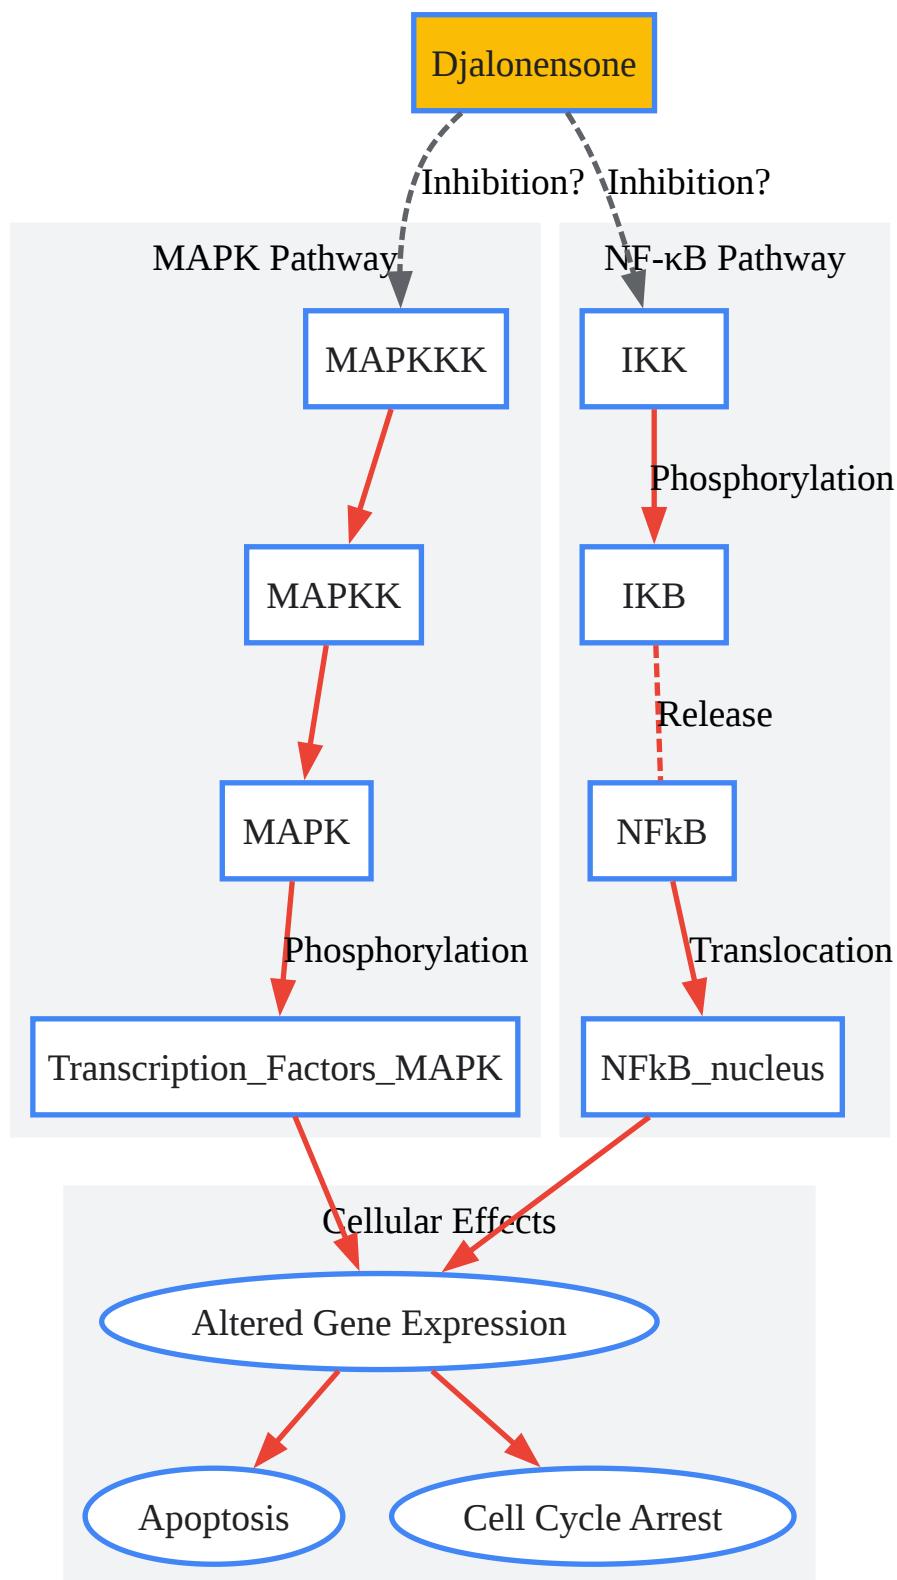 Djalonensone
Inhibition?
Inhibition?
MAPK Pathway
NF-κB Pathway
MAPKKK
IKK
Phosphorylation
MAPKK
IKB
Release
MAPK
NFkB
Phosphorylation
Translocation
Transcription_Factors_MAPK
NFkB_nucleus
Cellular Effects
Altered Gene Expression
Apoptosis
Cell Cycle Arrest